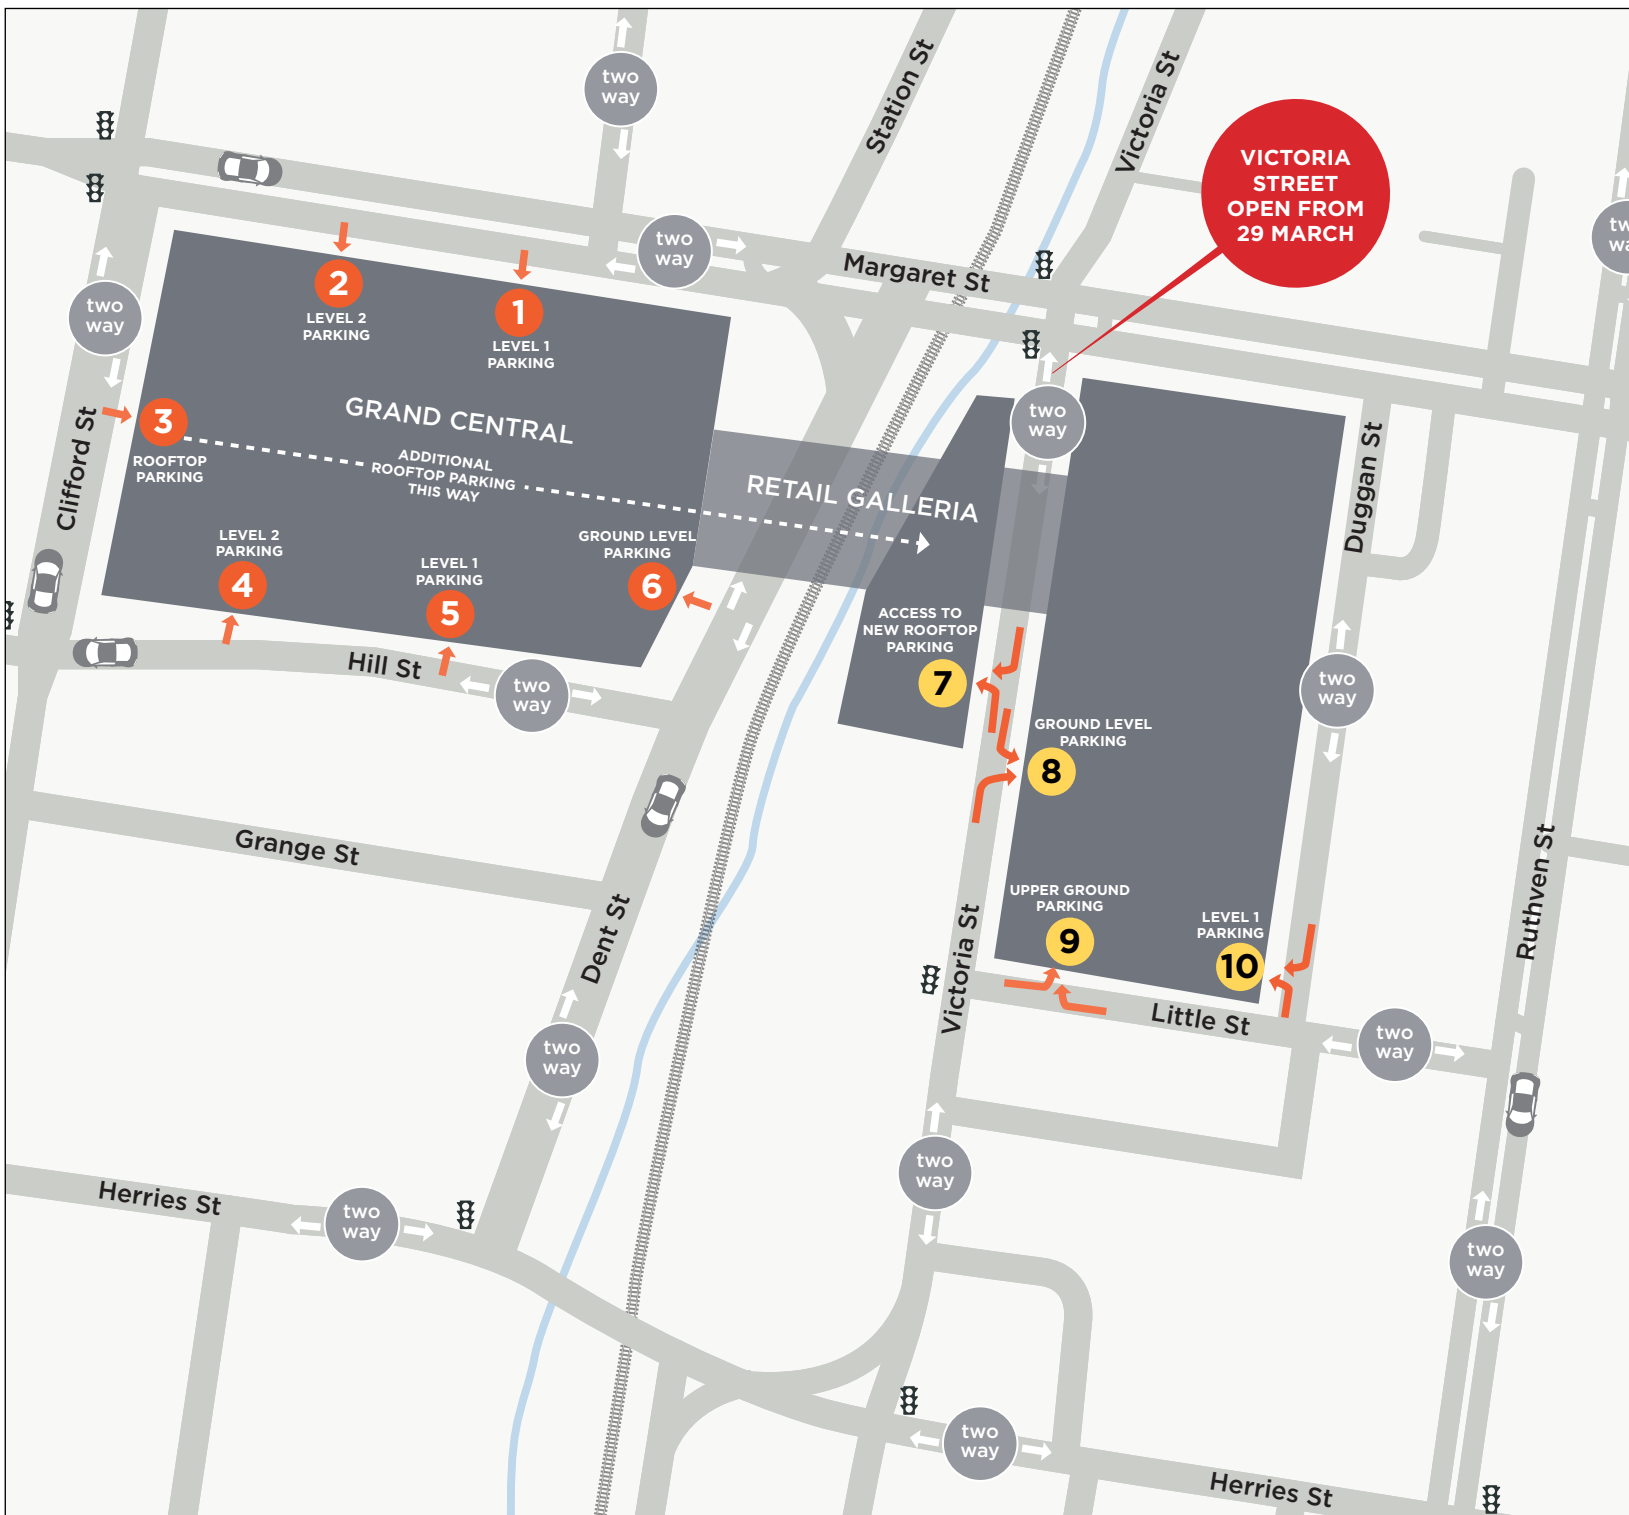 two
way
Station St
Victoria St
VICTORIA
STREET
OPEN FROM
29 MARCH
two
way
Margaret St
tw
wa
2
LEVEL 2
PARKING
1
LEVEL 1
PARKING
two
way
Clifford St
3
ROOFTOP
PARKING
GRAND CENTRAL
ADDITIONAL
ROOFTOP PARKING
THIS WAY
RETAIL GALLERIA
two
way
Duggan St
LEVEL 2
PARKING
4
LEVEL 1
PARKING
5
GROUND LEVEL
PARKING
6
Hill St
two
way
ACCESS TO
NEW ROOFTOP
PARKING
7
GROUND LEVEL
PARKING
8
two
way
Grange St
Dent St
UPPER GROUND
PARKING
9
LEVEL 1
PARKING
10
Ruthven St
Victoria St
Little St
two
way
two
way
two
way
Herries St
two
way
two
way
two
way
Herries St